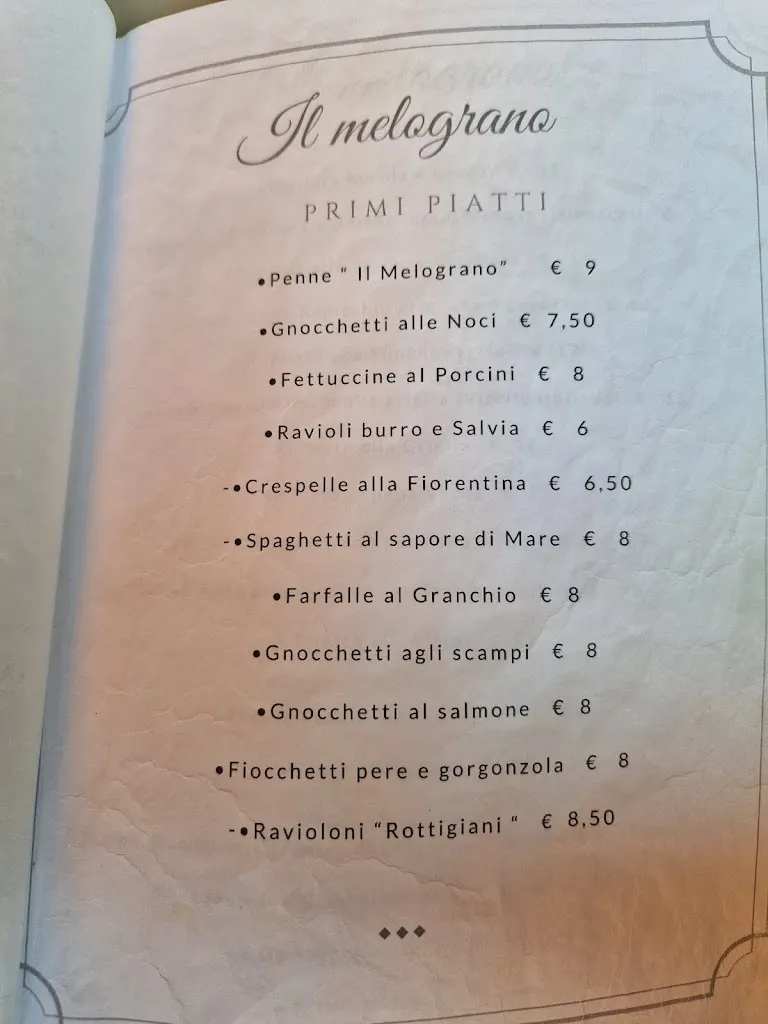 Il melograno
PRIMI PIATTI
•Penne " Il Melograno" € 9
•Gnocchetti alle Noci € 7,50
•Fettuccine al Porcini € 8
•Ravioli burro e Salvia € 6
-•Crespelle alla Fiorentina € 6,50
-•Spaghetti al sapore di Mare € 8
•Farfalle al Granchio € 8
•Gnocchetti agli scampi € 8
•Gnocchetti al salmone € 8
•Fiocchetti pere e gorgonzola € 8
-•Ravioloni "Rottigiani " € 8,50